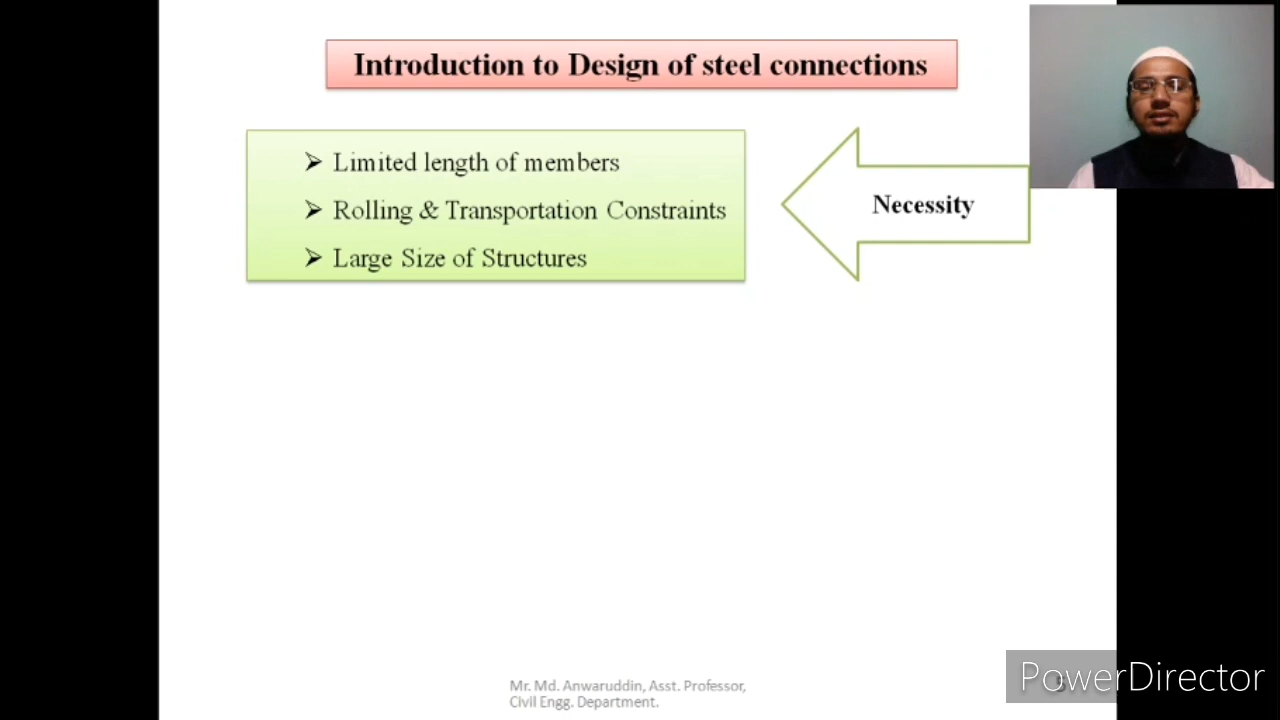 Introduction to Design of steel connections
➢ Limited length of members
➢ Rolling & Transportation Constraints
➢ Large Size of Structures
Necessity
Mr. Md. Anwaruddin, Asst. Professor,
Civil Engg. Department.
PowerDirector